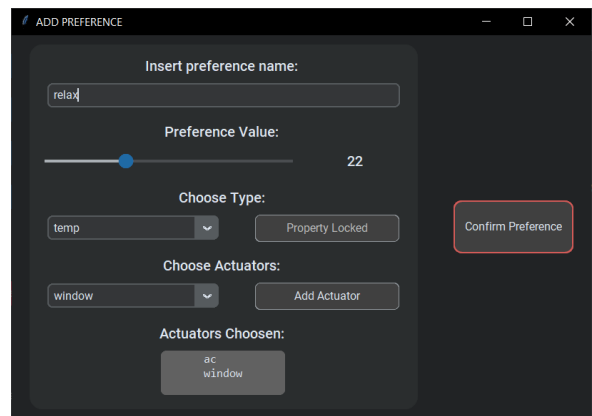 ADD PREFERENCE
Insert preference name:
relax
Preference Value:
22
Choose Type:
temp
Property Locked
Confirm Preference
Choose Actuators:
window
Add Actuator
Actuators Choosen:
ac
window